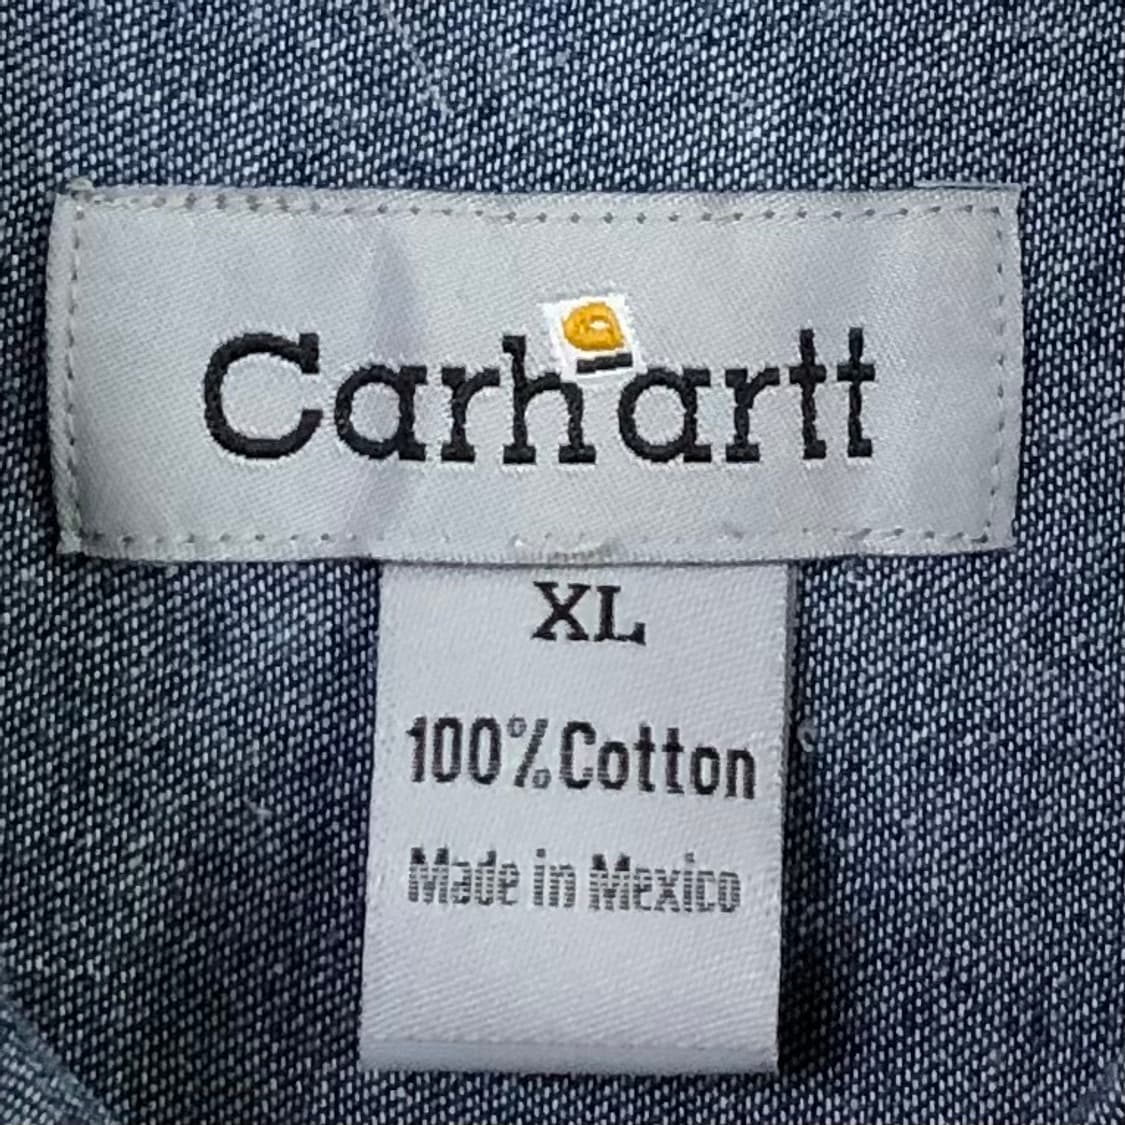 Carhartt
XL
100% Cotton
Made in Mexico